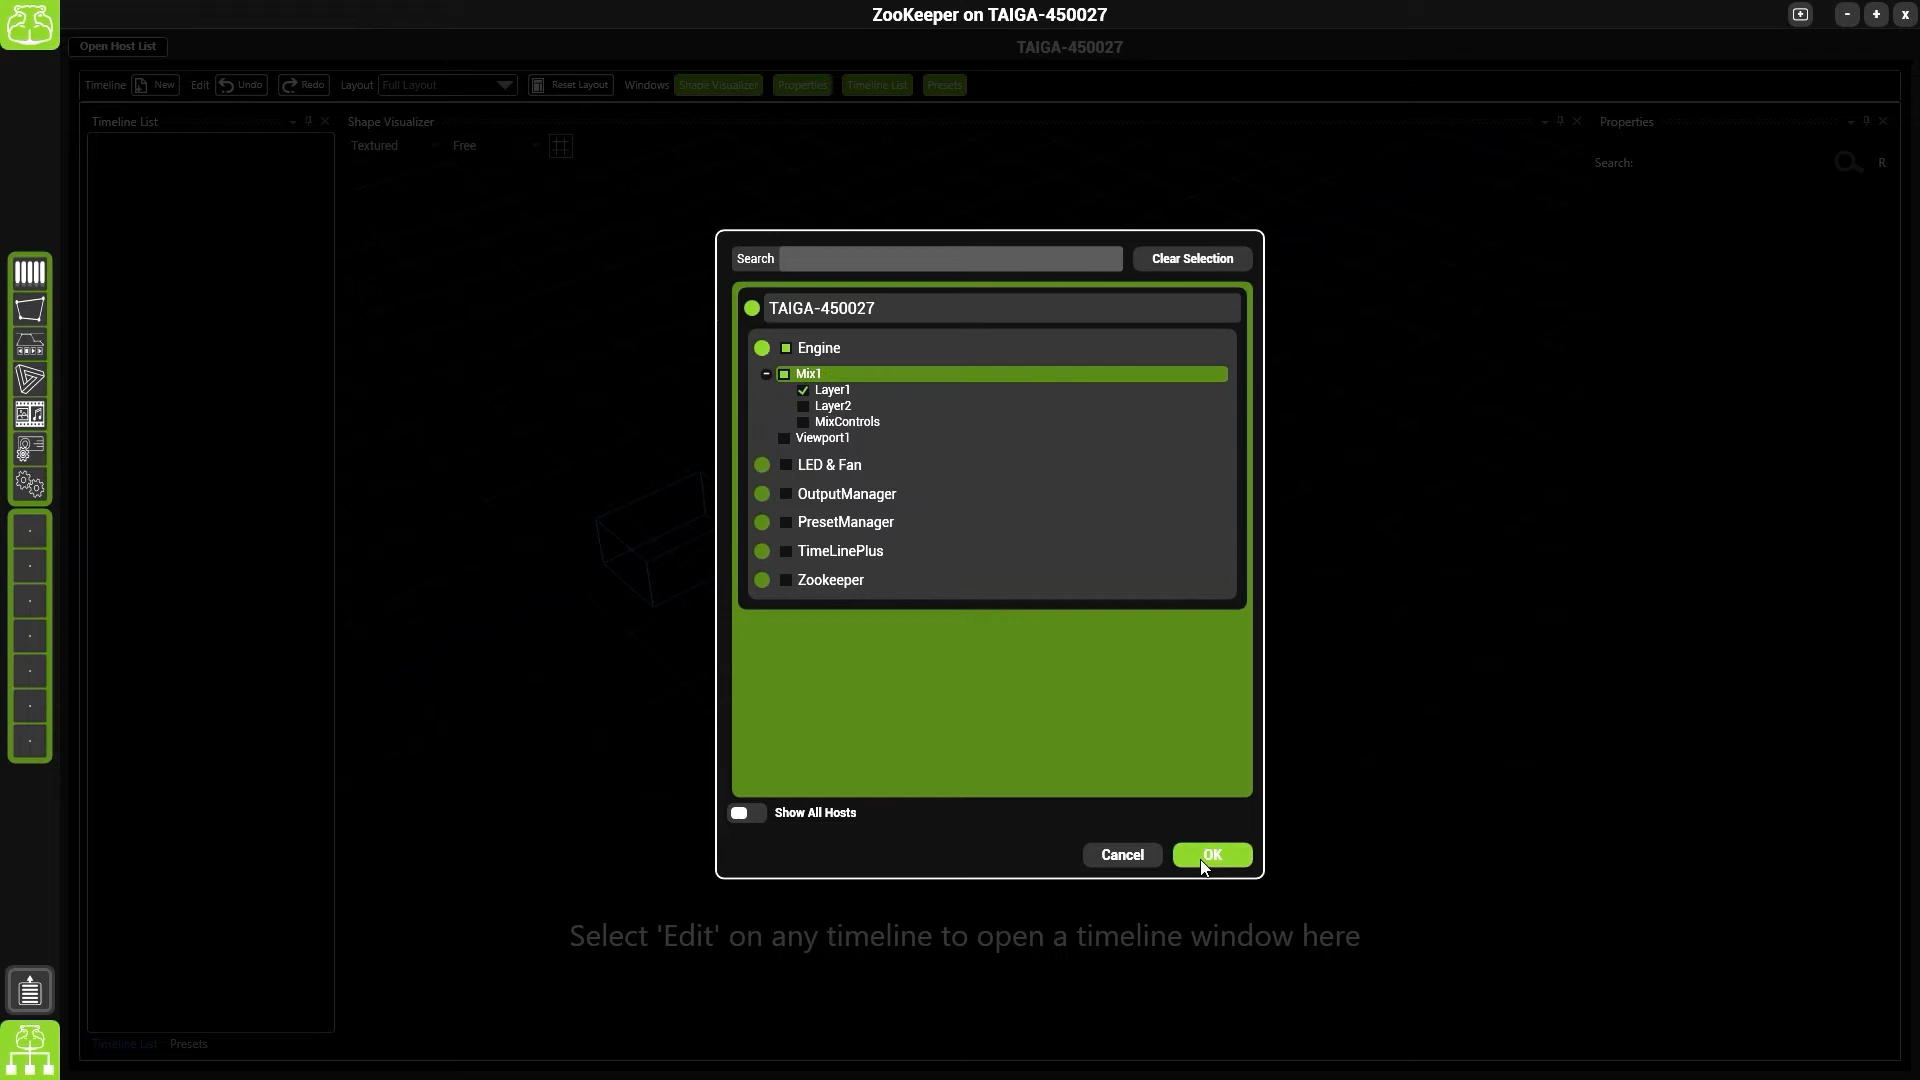 ZooKeeper on TAIGA-450027
- + x
Open Host List
TAIGA-450027
Timeline New Edit Undo Redo Layout Full Layout Reset Layout Windows Shape Visualizer Properties Timeline List Presets
Timeline List Shape Visualizer Properties
Textured Free
Search: R
Search Clear Selection
TAIGA-450027
Engine
Mix1
Layer1
Layer2
MixControls
Viewport1
LED & Fan
OutputManager
PresetManager
TimeLinePlus
Zookeeper
Show All Hosts
Cancel OK
Select 'Edit' on any timeline to open a timeline window here
Timeline List Presets